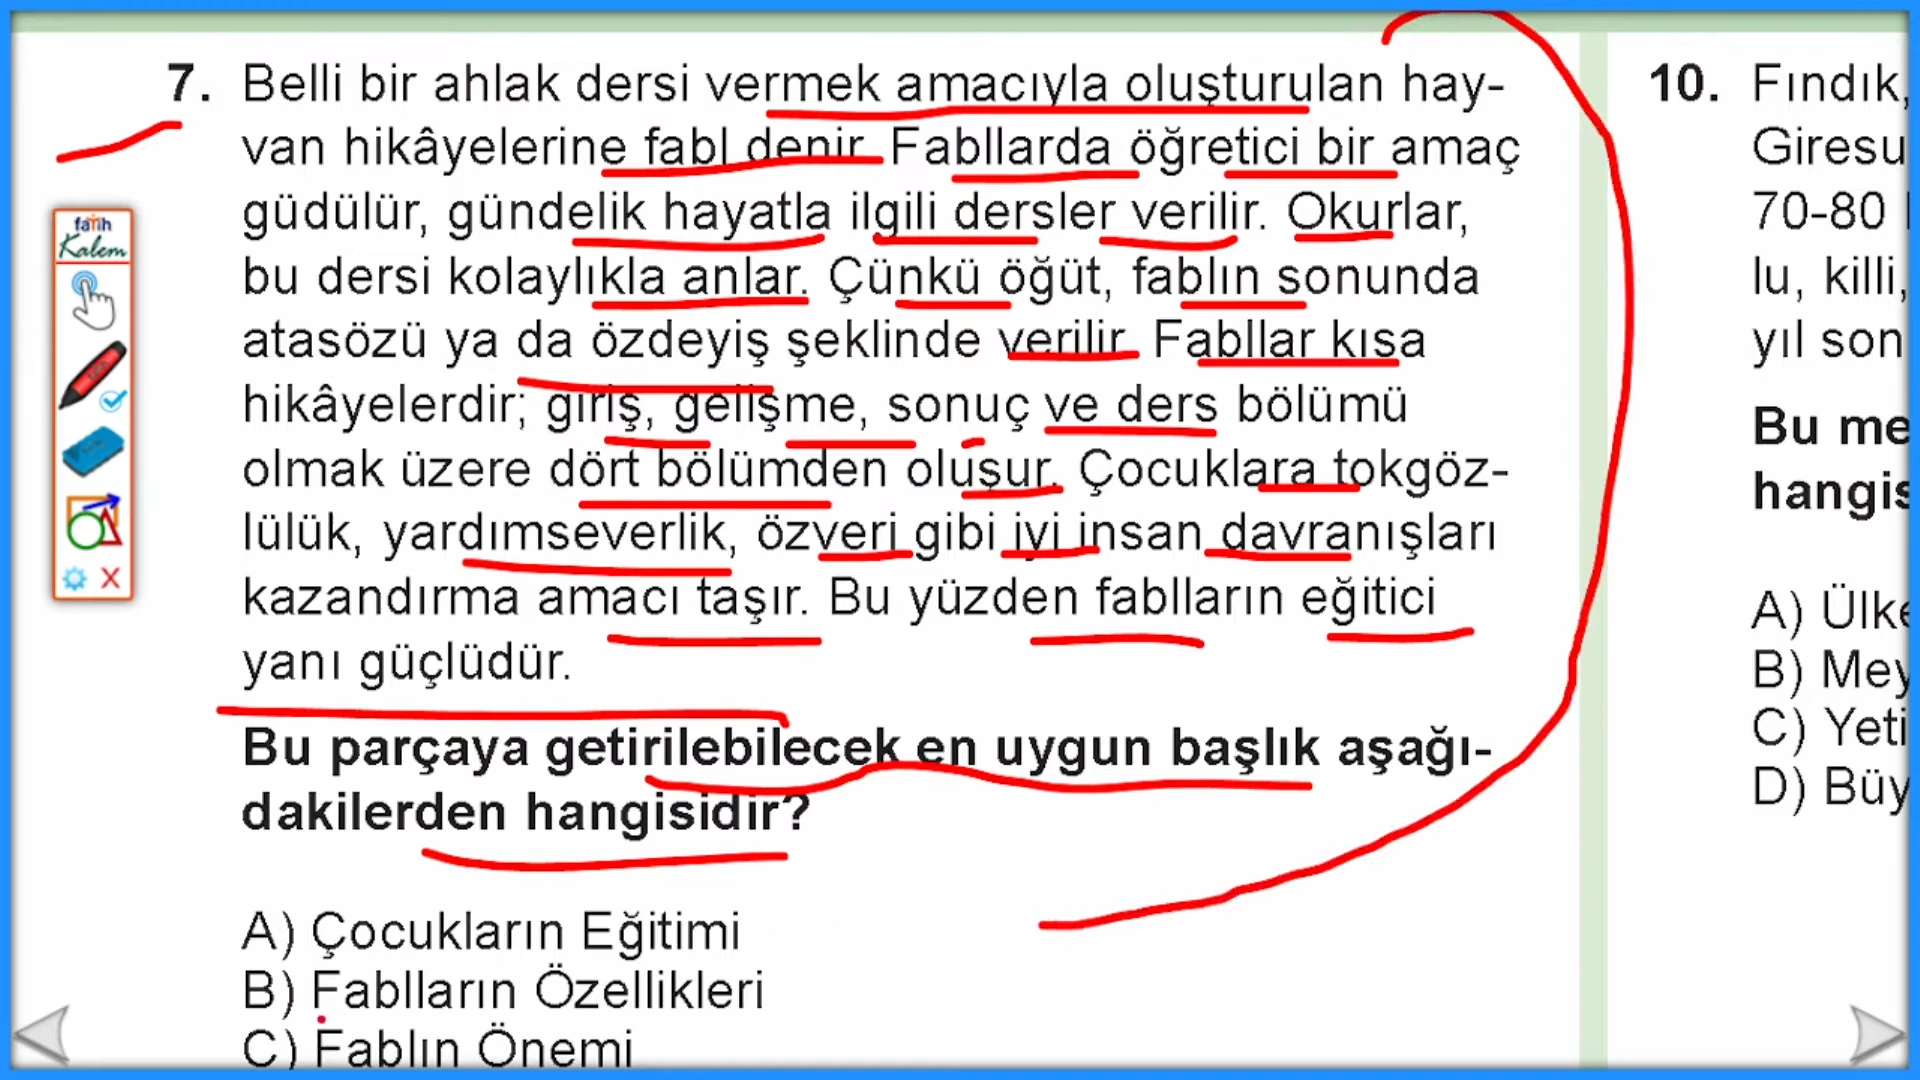 7. Belli bir ahlak dersi vermek amacıyla oluşturulan hay-
van hikâyelerine fabl denir. Fabllarda öğretici bir amaç
güdülür, gündelik hayatla ilgili dersler verilir. Okurlar,
bu dersi kolaylıkla anlar. Çünkü öğüt, fablın sonunda
atasözü ya da özdeyiş şeklinde verilir. Fabllar kısa
hikâyelerdir; giriş, gelişme, sonuç ve ders bölümü
olmak üzere dört bölümden oluşur. Çocuklara tokgöz-
lülük, yardımseverlik, özveri gibi iyi insan davranışları
kazandırma amacı taşır. Bu yüzden fablların eğitici
yanı güçlüdür.
Bu parçaya getirilebilecek en uygun başlık aşağı-
dakilerden hangisidir?
A) Çocukların Eğitimi
B) Fablların Özellikleri
C) Fablın Önemi
10. Fındık,
Giresu
70-80
lu, killi,
yıl son
Bu me
hangis
A) Ülke
B) Mey
C) Yeti
D) Büy
fatih
Kalem